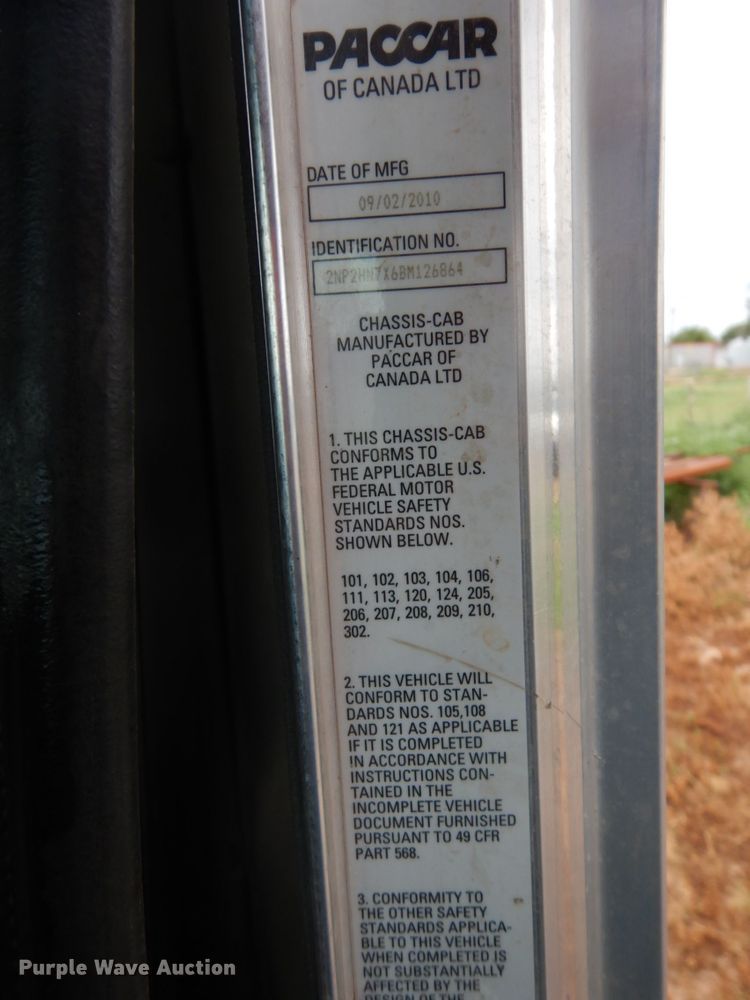 PACCAR
OF CANADA LTD
DATE OF MFG
09/02/2010
IDENTIFICATION NO.
2NP2HN7X6BM126864
CHASSIS-CAB
MANUFACTURED BY
PACCAR OF
CANADA LTD
1. THIS CHASSIS-CAB
CONFORMS TO
THE APPLICABLE U.S.
FEDERAL MOTOR
VEHICLE SAFETY
STANDARDS NOS.
SHOWN BELOW.
101, 102, 103, 104, 106,
111, 113, 120, 124, 205,
206, 207, 208, 209, 210,
302.
2. THIS VEHICLE WILL
CONFORM TO STAN-
DARDS NOS. 105,108
AND 121 AS APPLICABLE
IF IT IS COMPLETED
IN ACCORDANCE WITH
INSTRUCTIONS CON-
TAINED IN THE
INCOMPLETE VEHICLE
DOCUMENT FURNISHED
PURSUANT TO 49 CFR
PART 568.
3. CONFORMITY TO
THE OTHER SAFETY
STANDARDS APPLICA-
BLE TO THIS VEHICLE
WHEN COMPLETED IS
NOT SUBSTANTIALLY
AFFECTED BY THE
DESIGN OF THE
Purple Wave Auction